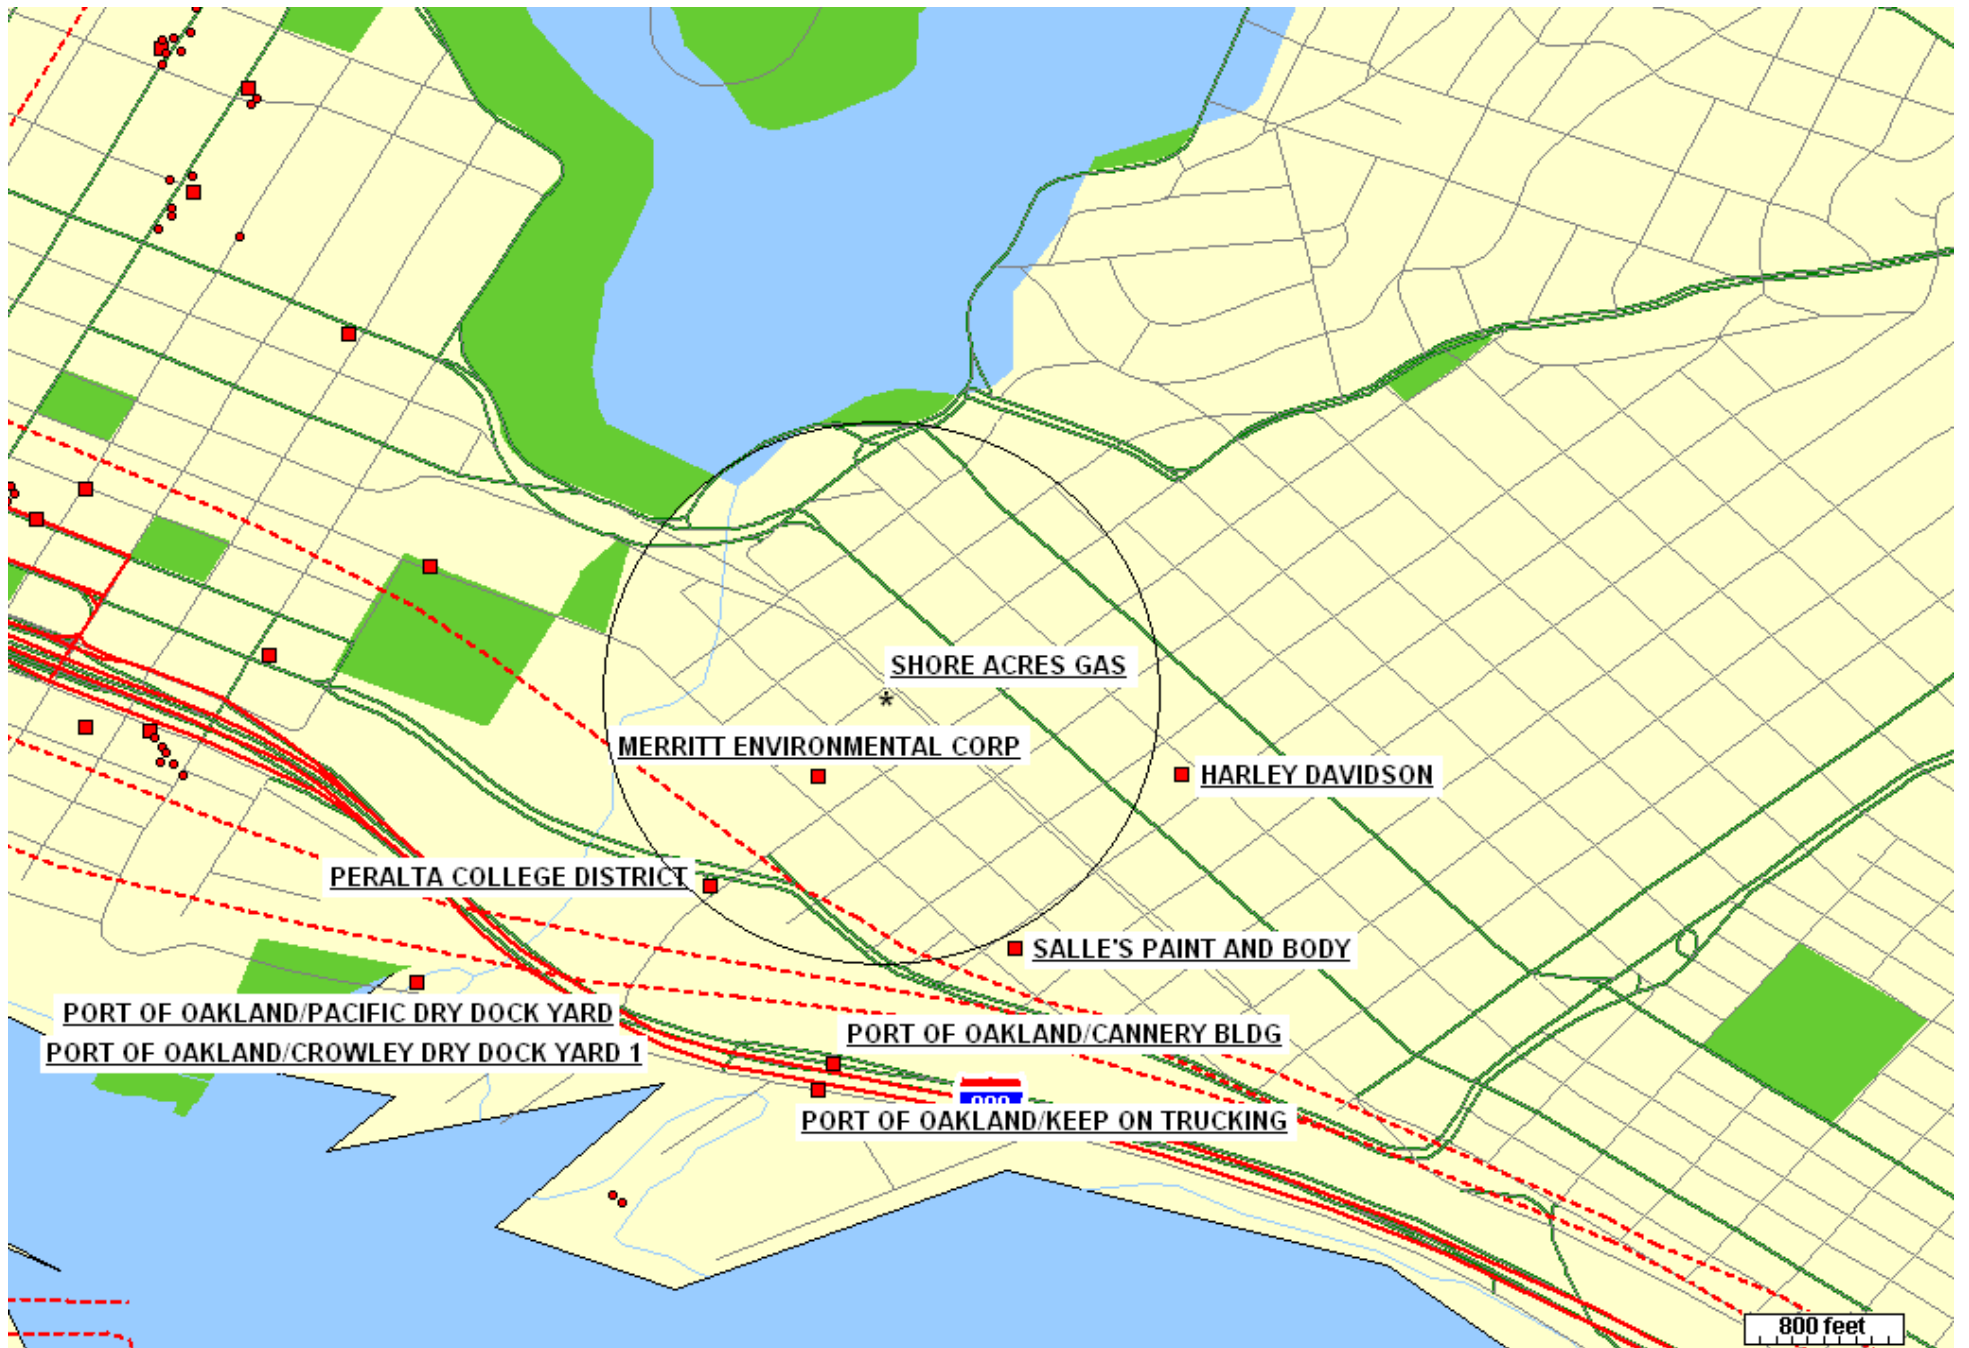 SHORE ACRES GAS
*
MERRITT ENVIRONMENTAL CORP
HARLEY DAVIDSON
PERALTA COLLEGE DISTRICT
SALLE'S PAINT AND BODY
PORT OF OAKLAND/PACIFIC DRY DOCK YARD
PORT OF OAKLAND/CANNERY BLDG
PORT OF OAKLAND/CROWLEY DRY DOCK YARD 1
PORT OF OAKLAND/KEEP ON TRUCKING
800 feet